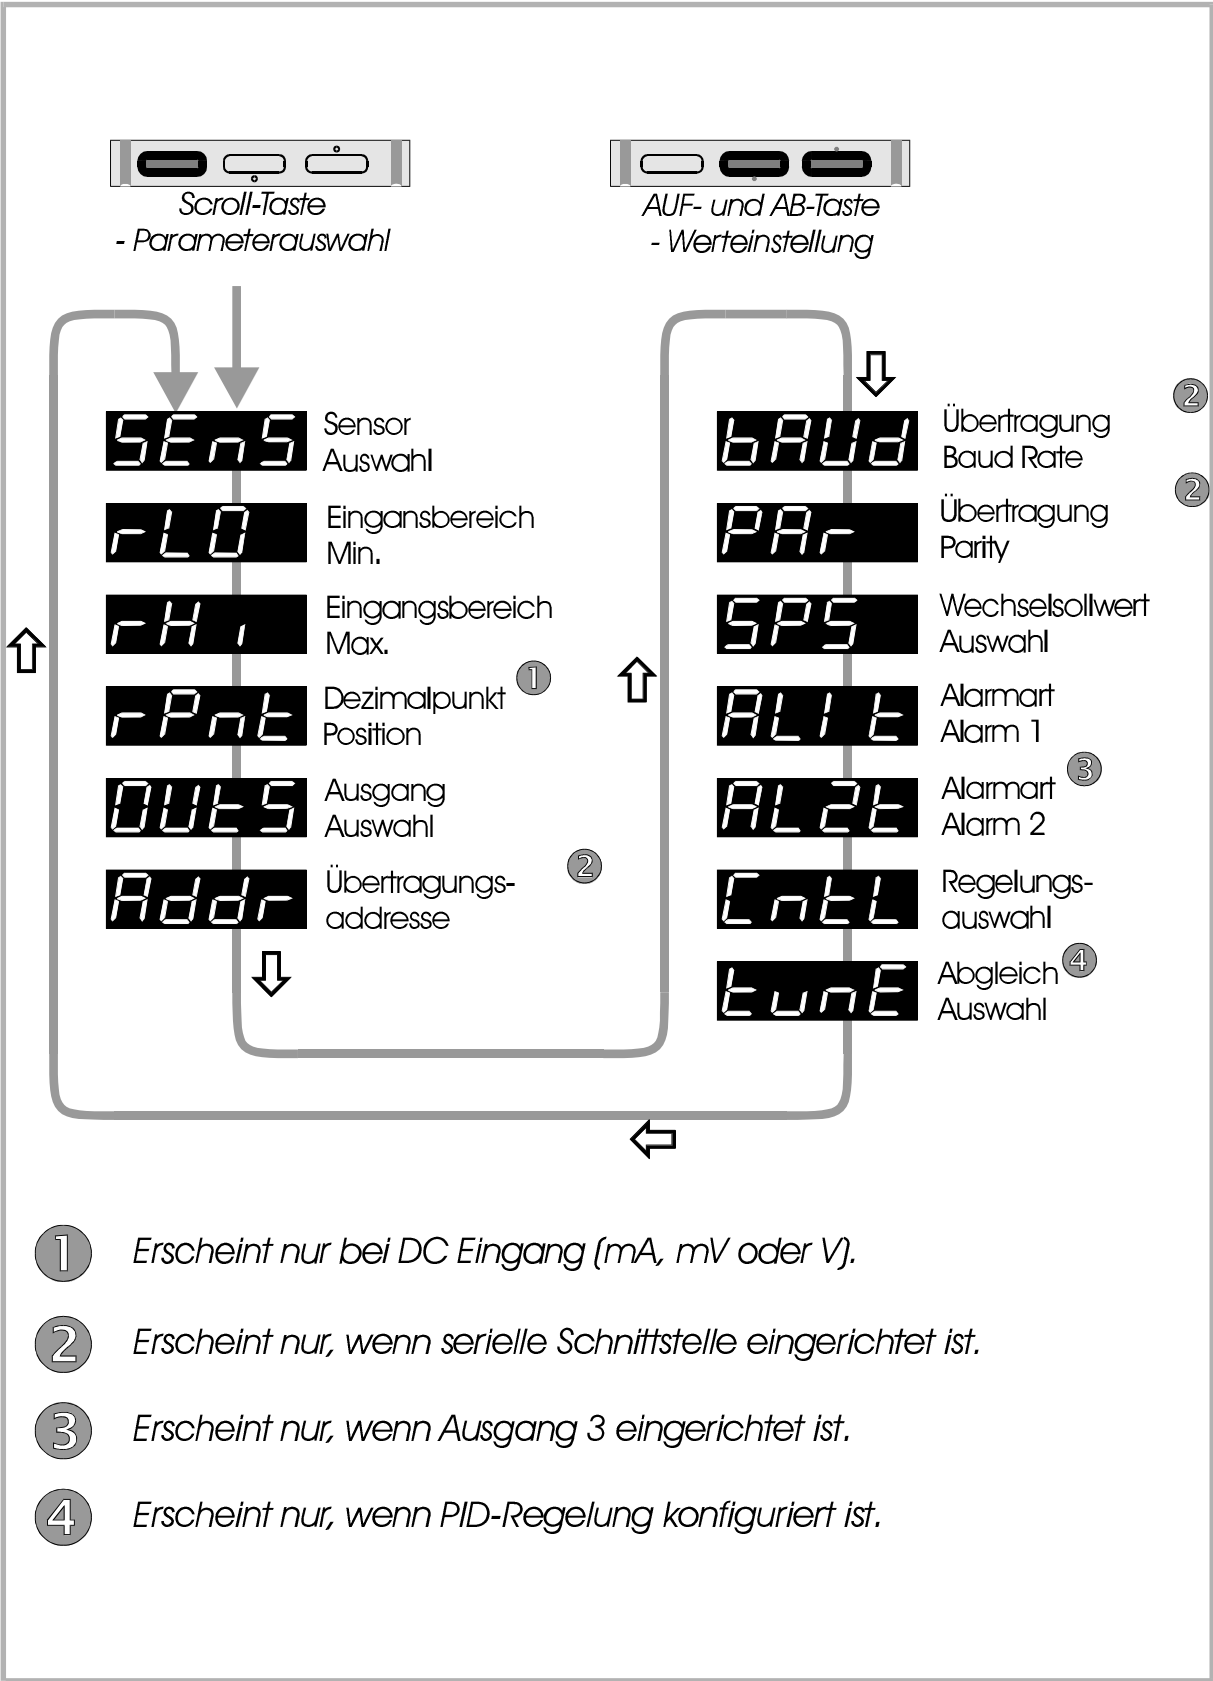 Scroll-Taste
- Parameterauswahl
AUF- und AB-Taste
- Werteinstellung
SEnS
Sensor
Auswahl
rLO
Eingansbereich
Min.
rHi
Eingangsbereich
Max.
rPnt
Dezimalpunkt 1
Position
OUtS
Ausgang
Auswahl
Addr
Übertragungs- 2
addresse
bAUd
Übertragung 2
Baud Rate
PAr
Übertragung 2
Parity
SPS
Wechselsollwert
Auswahl
AL1t
Alarmart
Alarm 1
AL2t
Alarmart 3
Alarm 2
CntL
Regelungs-
auswahl
tunE
Abgleich 4
Auswahl
1 Erscheint nur bei DC Eingang (mA, mV oder V).
2 Erscheint nur, wenn serielle Schnittstelle eingerichtet ist.
3 Erscheint nur, wenn Ausgang 3 eingerichtet ist.
4 Erscheint nur, wenn PID-Regelung konfiguriert ist.